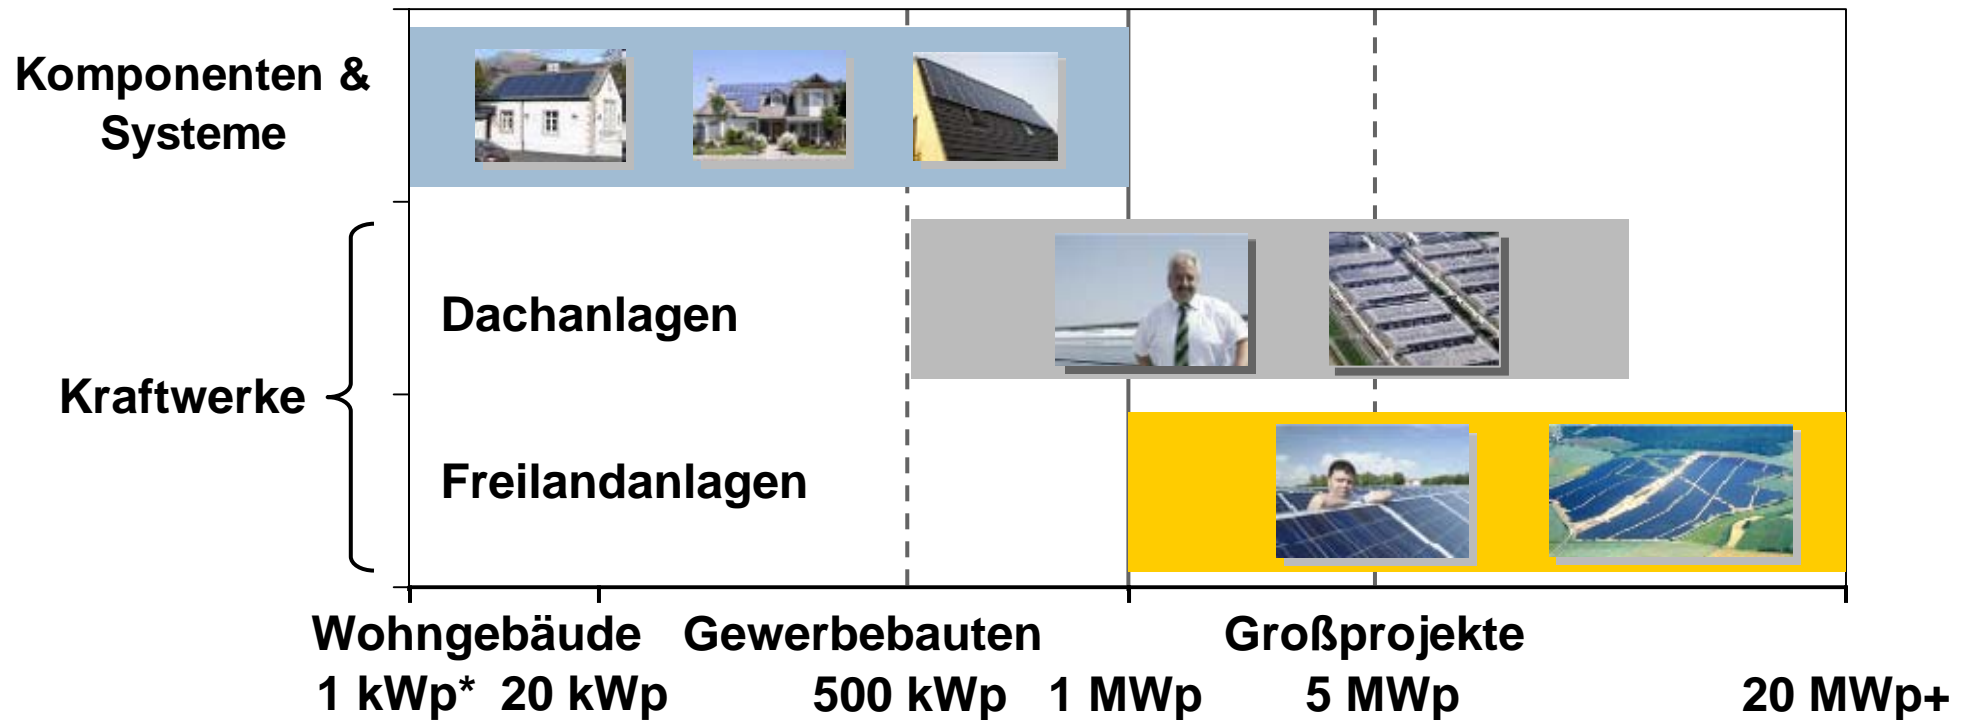 Komponenten &
Systeme
Dachanlagen
Kraftwerke
Freilandanlagen
Wohngebäude Gewerbebauten Großprojekte
1 kWp* 20 kWp 500 kWp 1 MWp 5 MWp 20 MWp+